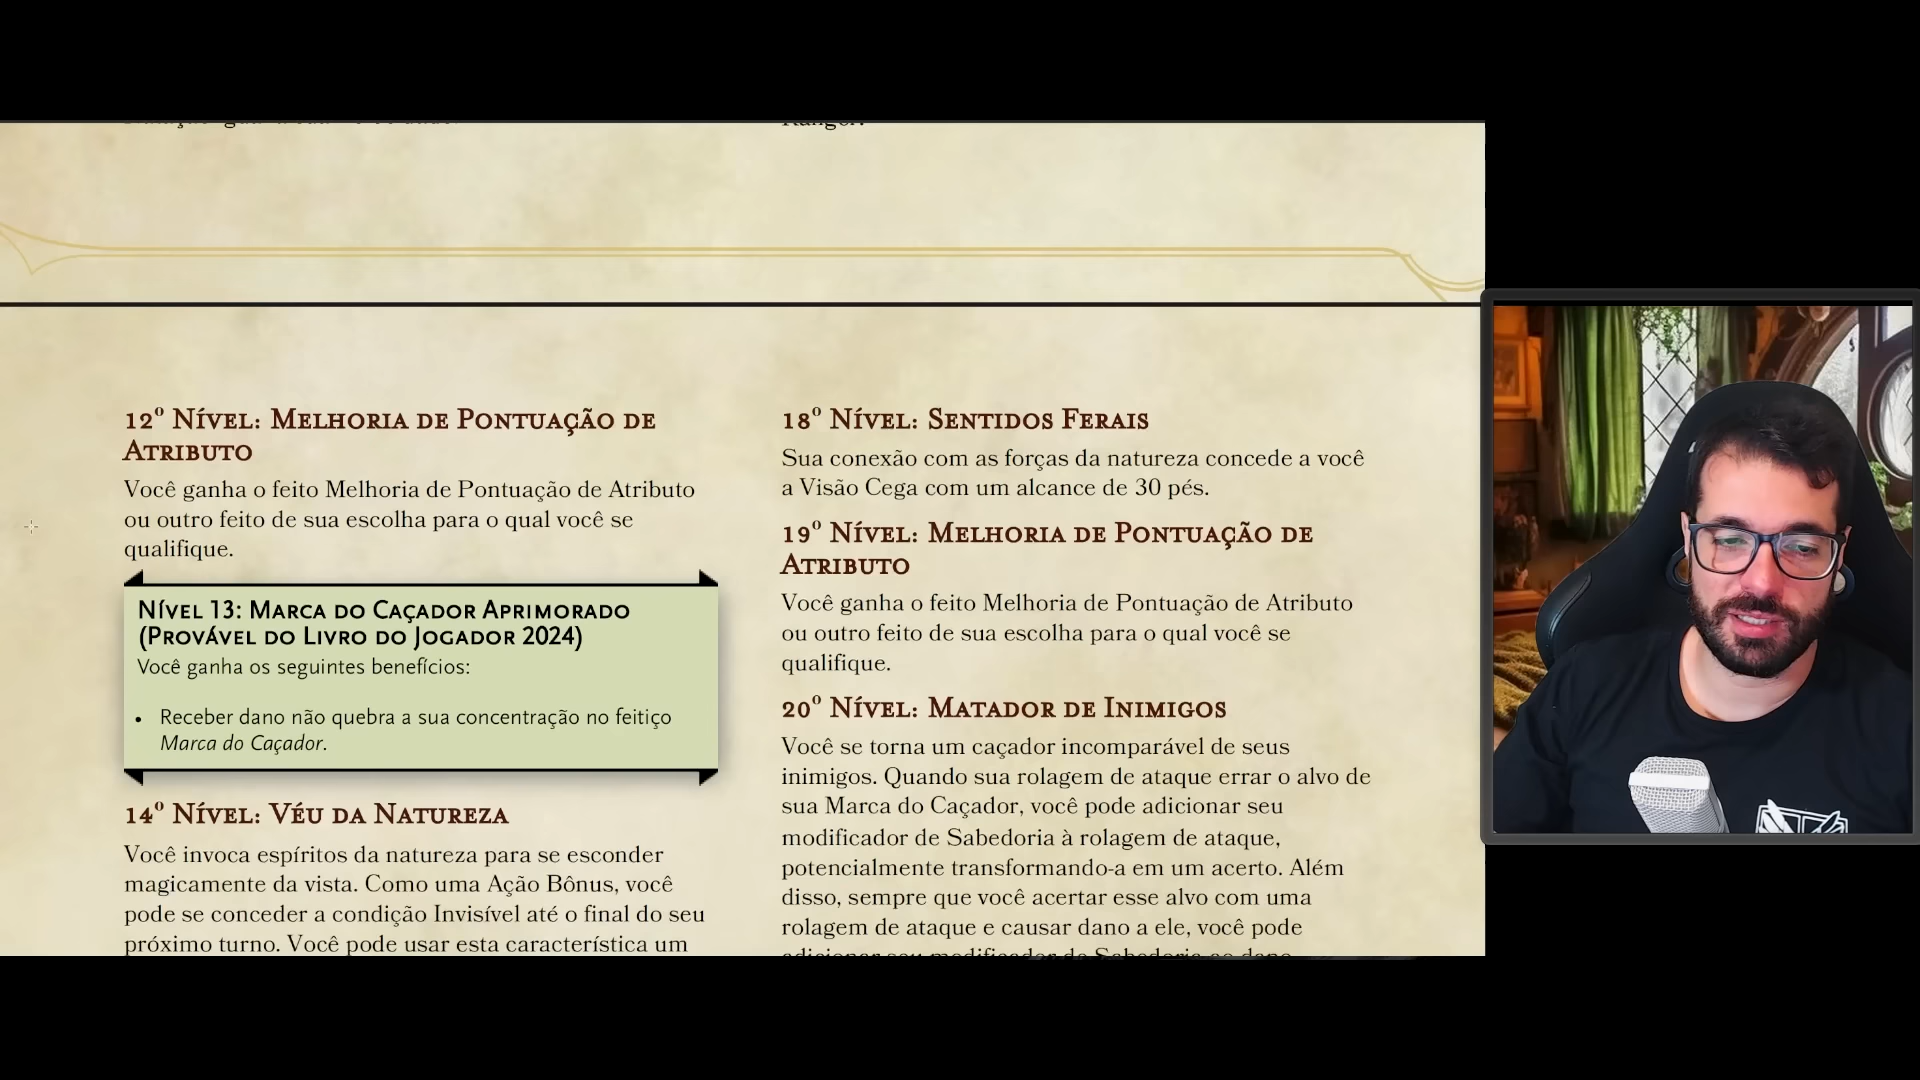 12º Nível: Melhoria de Pontuação de
Atributo
Você ganha o feito Melhoria de Pontuação de Atributo
ou outro feito de sua escolha para o qual você se
qualifique.
Nível 13: Marca do Caçador Aprimorado
(Provável do Livro do Jogador 2024)
Você ganha os seguintes benefícios:
• Receber dano não quebra a sua concentração no feitiço
Marca do Caçador.
14º Nível: Véu da Natureza
Você invoca espíritos da natureza para se esconder
magicamente da vista. Como uma Ação Bônus, você
pode se conceder a condição Invisível até o final do seu
próximo turno. Você pode usar esta característica um
18º Nível: Sentidos Ferais
Sua conexão com as forças da natureza concede a você
a Visão Cega com um alcance de 30 pés.
19º Nível: Melhoria de Pontuação de
Atributo
Você ganha o feito Melhoria de Pontuação de Atributo
ou outro feito de sua escolha para o qual você se
qualifique.
20º Nível: Matador de Inimigos
Você se torna um caçador incomparável de seus
inimigos. Quando sua rolagem de ataque errar o alvo de
sua Marca do Caçador, você pode adicionar seu
modificador de Sabedoria à rolagem de ataque,
potencialmente transformando-a em um acerto. Além
disso, sempre que você acertar esse alvo com uma
rolagem de ataque e causar dano a ele, você pode
adicionar seu modificador de Sabedoria ao dano